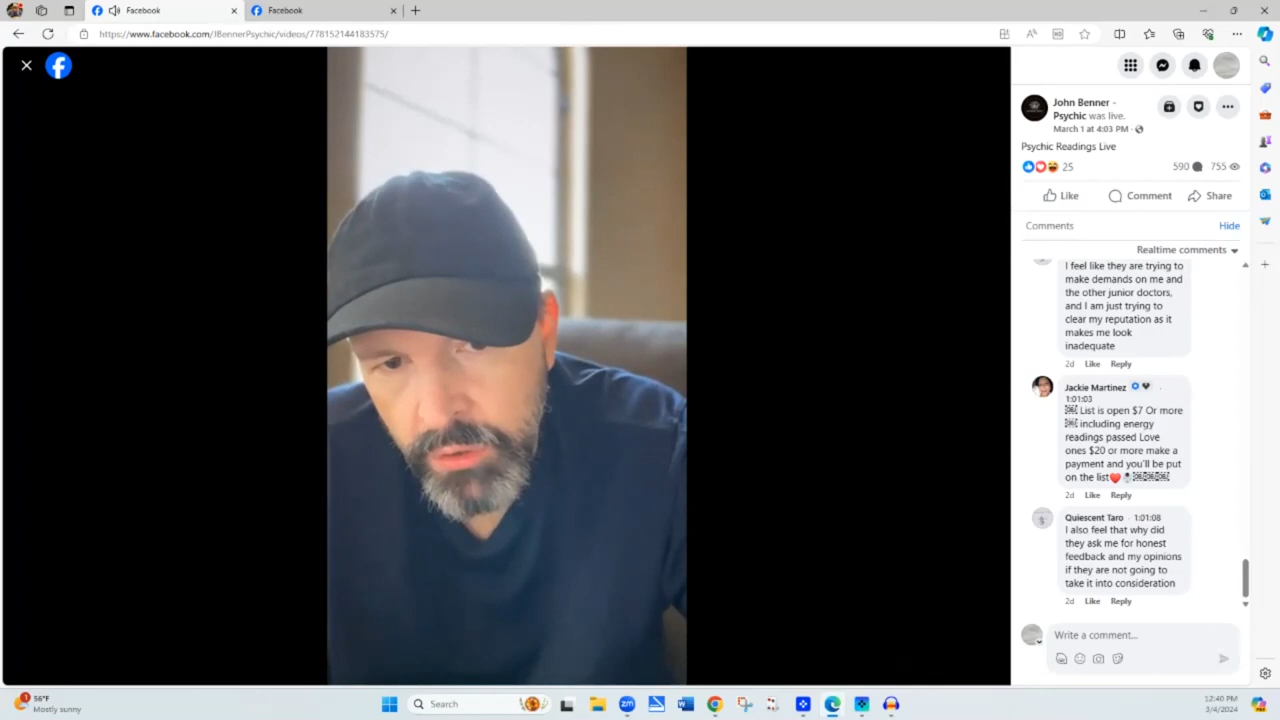 Facebook
Facebook
https://www.facebook.com/JBennerPsychic/videos/778152144183575/
John Benner -
Psychic was live.
March 1 at 4:03 PM ·
Psychic Readings Live
25
590
755
Like
Comment
Share
Comments
Hide
Realtime comments
I feel like they are trying to
make demands on me and
the other junior doctors,
and I am just trying to
clear my reputation as it
makes me look
inadequate
2d Like Reply
Jackie Martinez ·
1:01:03
List is open $7 Or more
including energy
readings passed Love
ones $20 or more make a
payment and you'll be put
on the list
2d Like Reply
Quiescent Taro · 1:01:08
I also feel that why did
they ask me for honest
feedback and my opinions
if they are not going to
take it into consideration
2d Like Reply
Write a comment...
1
56°F
Mostly sunny
Search
zm
W
12:40 PM
3/4/2024